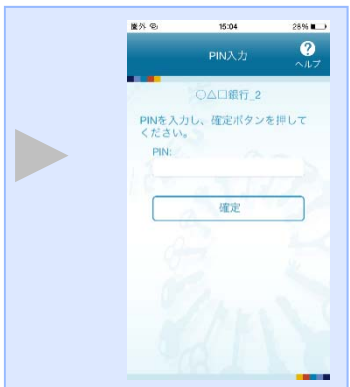 圏外
15:04
28%
PIN入力
?
ヘルプ
○△□銀行_2
PINを入力し、確定ボタンを押して
ください。
PIN:
確定